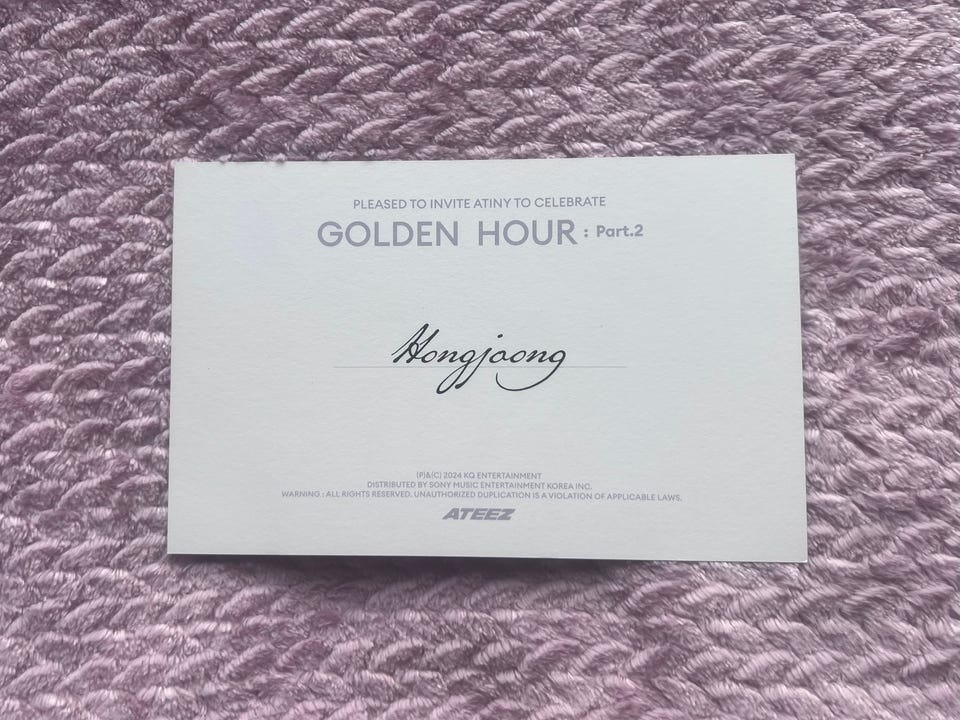 PLEASED TO INVITE ATINY TO CELEBRATE
GOLDEN HOUR : Part.2
Hongjoong
(P)&(C) 2024 KQ ENTERTAINMENT
DISTRIBUTED BY SONY MUSIC ENTERTAINMENT KOREA INC.
WARNING : ALL RIGHTS RESERVED. UNAUTHORIZED DUPLICATION IS A VIOLATION OF APPLICABLE LAWS.
ATEEZ